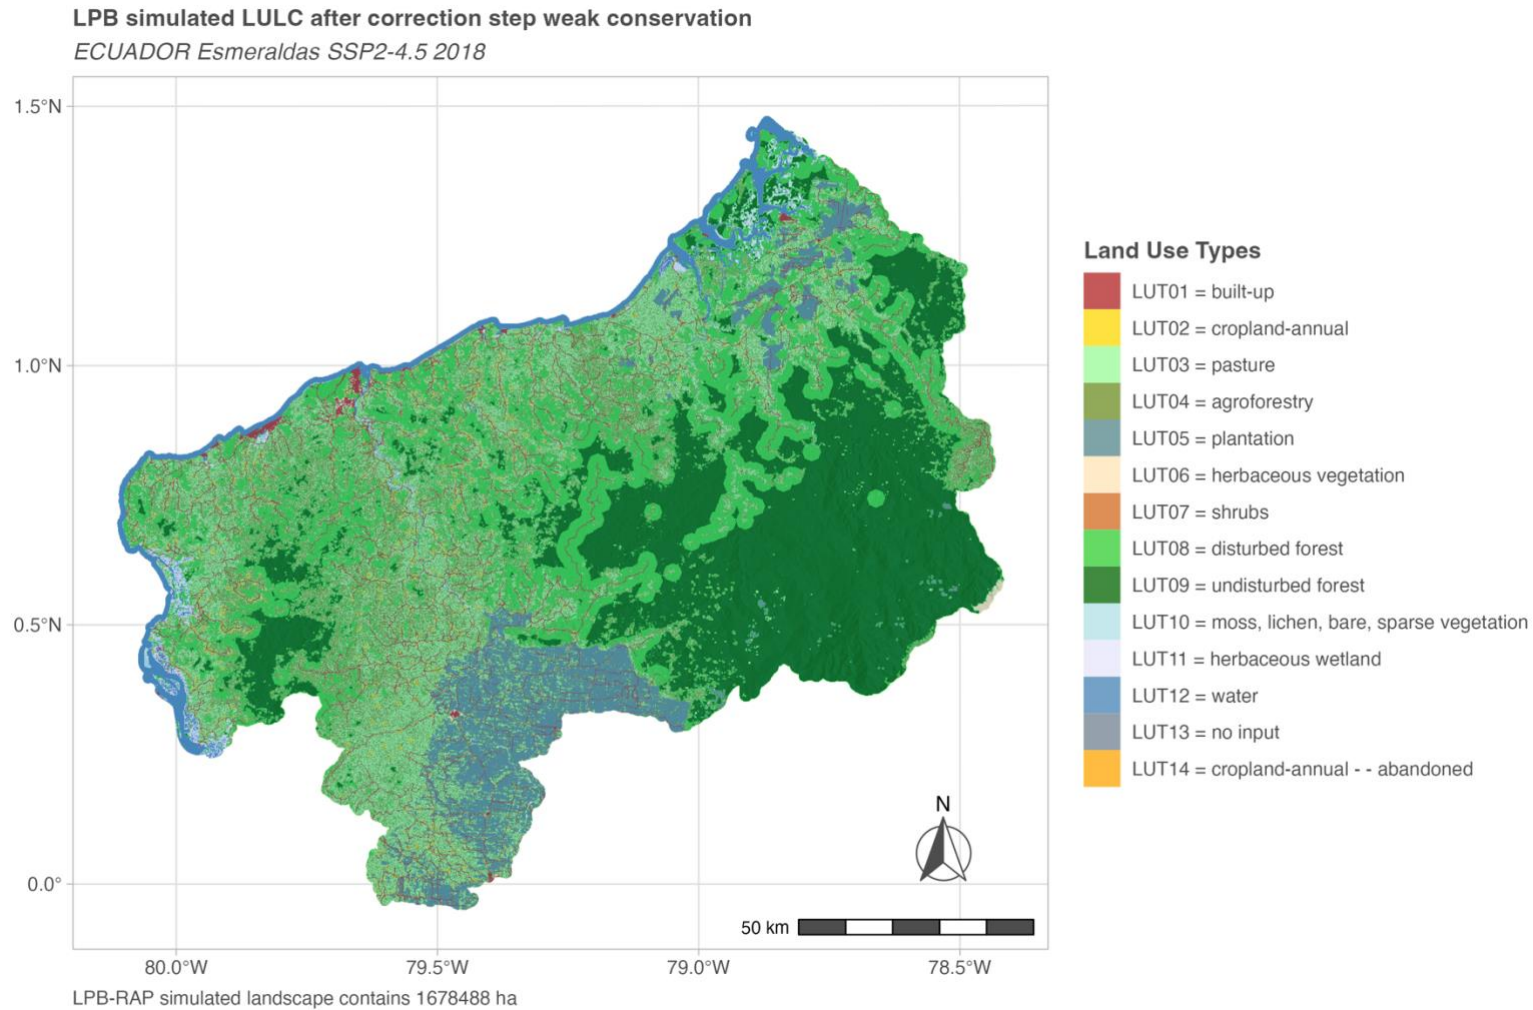 LPB simulated LULC after correction step weak conservation
ECUADOR Esmeraldas SSP2-4.5 2018
1.5°N
1.0°N
0.5°N
0.0°
80.0°W
79.5°W
79.0°W
78.5°W
N
50 km
Land Use Types
LUT01 = built-up
LUT02 = cropland-annual
LUT03 = pasture
LUT04 = agroforestry
LUT05 = plantation
LUT06 = herbaceous vegetation
LUT07 = shrubs
LUT08 = disturbed forest
LUT09 = undisturbed forest
LUT10 = moss, lichen, bare, sparse vegetation
LUT11 = herbaceous wetland
LUT12 = water
LUT13 = no input
LUT14 = cropland-annual - - abandoned
LPB-RAP simulated landscape contains 1678488 ha